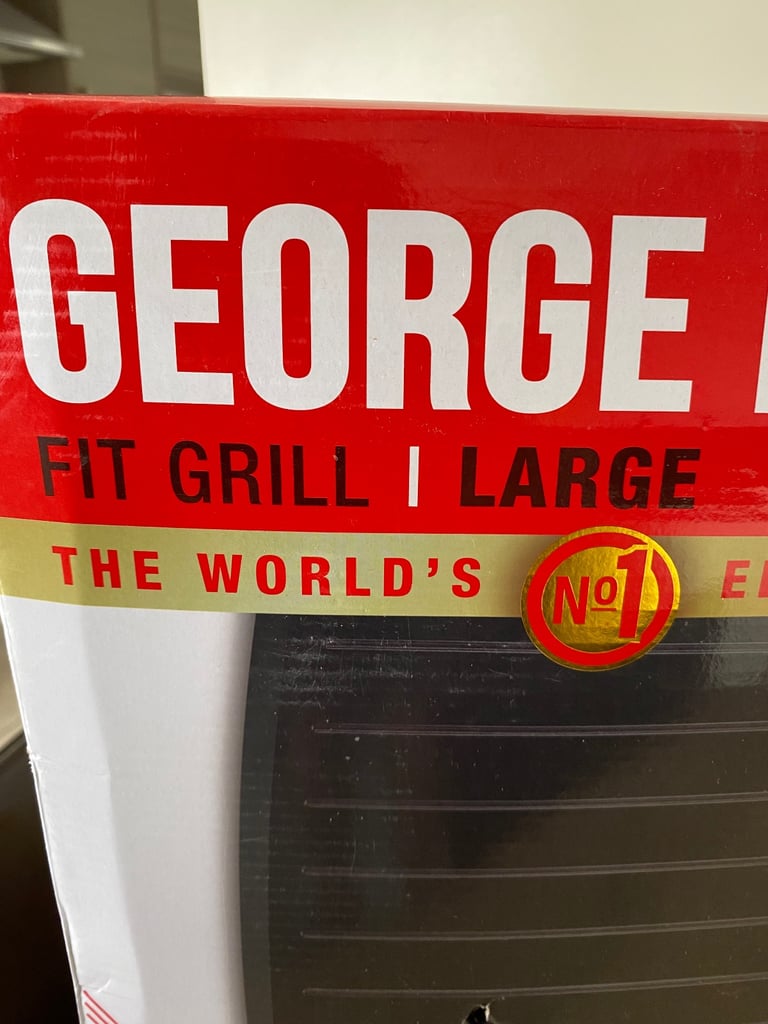 GEORGE
FIT GRILL | LARGE
THE WORLD'S No1